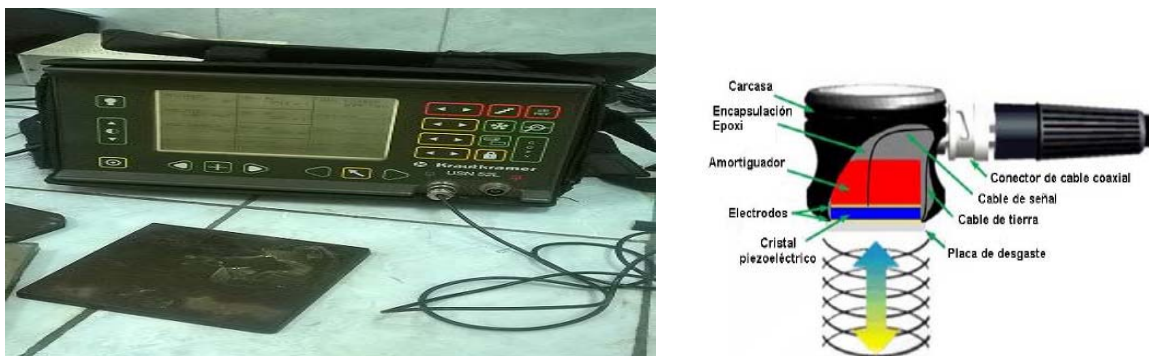 Krautkramer
USN 52L
Carcasa
Encapsulación
Epoxi
Amortiguador
Electrodos
Cristal
piezoeléctrico
Conector de cable coaxial
Cable de señal
Cable de tierra
Placa de desgaste